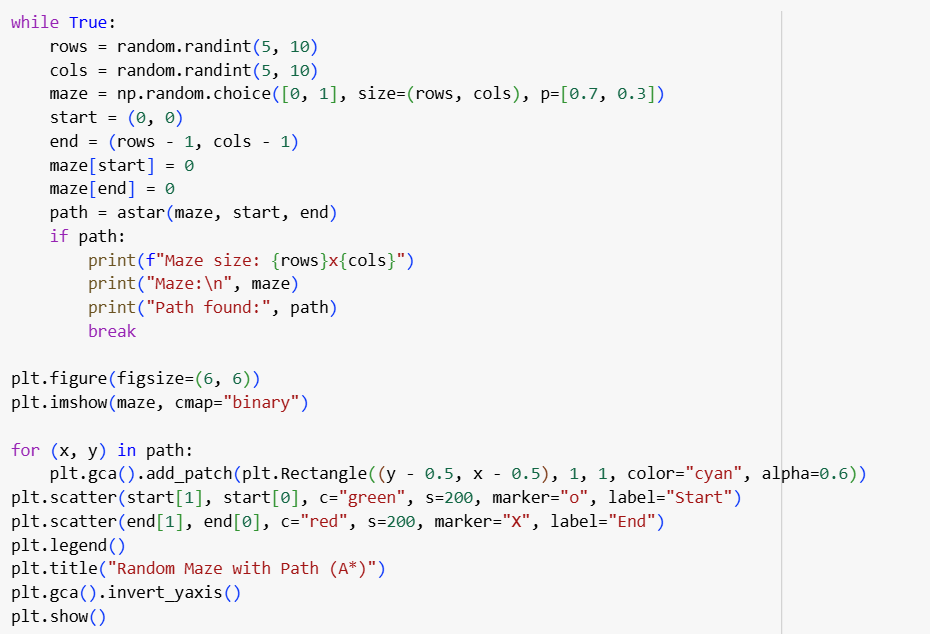 while True:
    rows = random.randint(5, 10)
    cols = random.randint(5, 10)
    maze = np.random.choice([0, 1], size=(rows, cols), p=[0.7, 0.3])
    start = (0, 0)
    end = (rows - 1, cols - 1)
    maze[start] = 0
    maze[end] = 0
    path = astar(maze, start, end)
    if path:
        print(f"Maze size: {rows}x{cols}")
        print("Maze:\n", maze)
        print("Path found:", path)
        break

plt.figure(figsize=(6, 6))
plt.imshow(maze, cmap="binary")

for (x, y) in path:
    plt.gca().add_patch(plt.Rectangle((y - 0.5, x - 0.5), 1, 1, color="cyan", alpha=0.6))
plt.scatter(start[1], start[0], c="green", s=200, marker="o", label="Start")
plt.scatter(end[1], end[0], c="red", s=200, marker="X", label="End")
plt.legend()
plt.title("Random Maze with Path (A*)")
plt.gca().invert_yaxis()
plt.show()